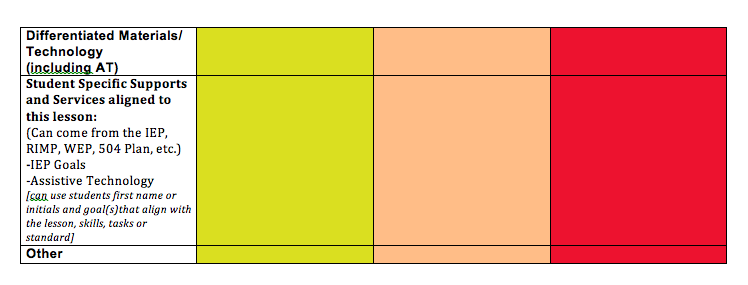 Differentiated Materials/
Technology
(including AT)
Student Specific Supports
and Services aligned to
this lesson:
(Can come from the IEP,
RIMP, WEP, 504 Plan, etc.)
-IEP Goals
-Assistive Technology
[can use students first name or
initials and goal(s)that align with
the lesson, skills, tasks or
standard]
Other